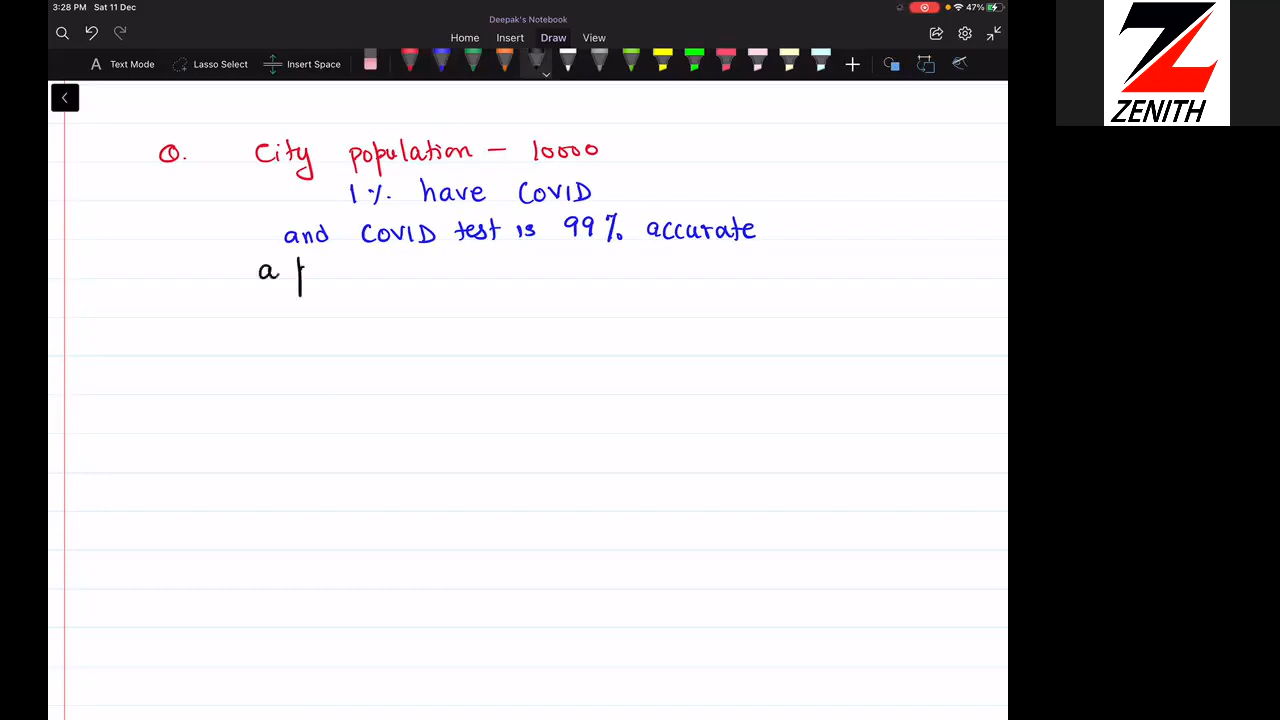 3:28 PM Sat 11 Dec
47%
Deepak's Notebook
Home Insert Draw View
A Text Mode Lasso Select Insert Space
ZENITH
Q. City population - 10000
1% have COVID
and COVID test is 99% accurate
a